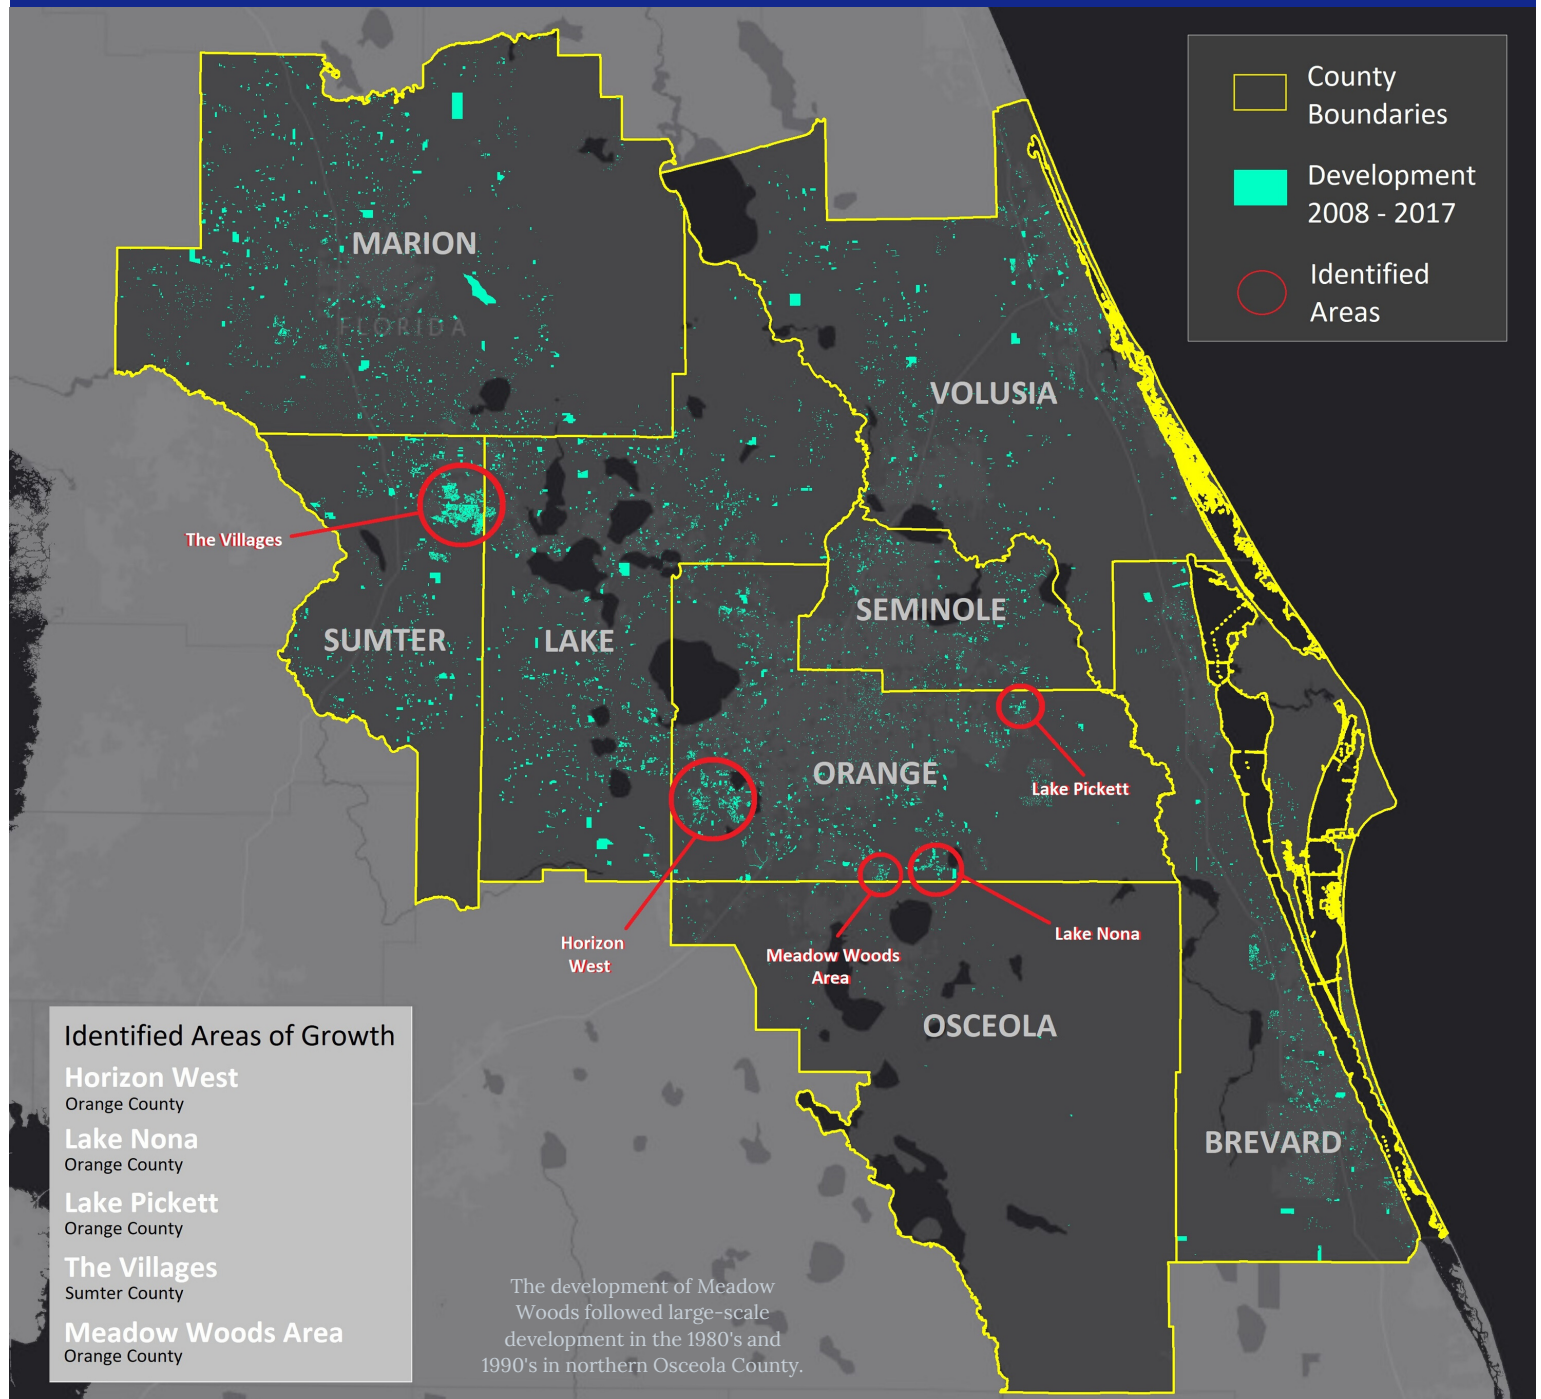 County
Boundaries
Development
2008 - 2017
Identified
Areas
MARION
FLORIDA
VOLUSIA
The Villages
SEMINOLE
SUMTER
LAKE
ORANGE
Lake Pickett
Horizon
West
Meadow Woods
Area
Lake Nona
OSCEOLA
BREVARD
Identified Areas of Growth
Horizon West
Orange County
Lake Nona
Orange County
Lake Pickett
Orange County
The Villages
Sumter County
Meadow Woods Area
Orange County
The development of Meadow
Woods followed large-scale
development in the 1980's and
1990's in northern Osceola County.